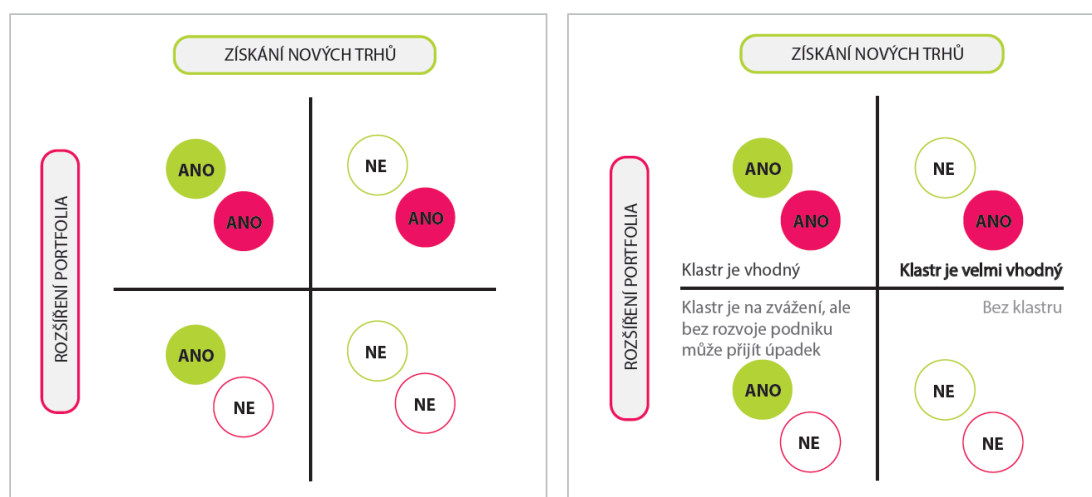 ZÍSKÁNÍ NOVÝCH TRHŮ
ROZŠÍŘENÍ PORTFOLIA
ANO
ANO
NE
ANO
ANO
NE
NE
NE
ZÍSKÁNÍ NOVÝCH TRHŮ
ROZŠÍŘENÍ PORTFOLIA
ANO
ANO
Klastr je vhodný
NE
ANO
Klastr je velmi vhodný
Klastr je na zvážení, ale
bez rozvoje podniku
může přijít úpadek
ANO
NE
Bez klastru
NE
NE